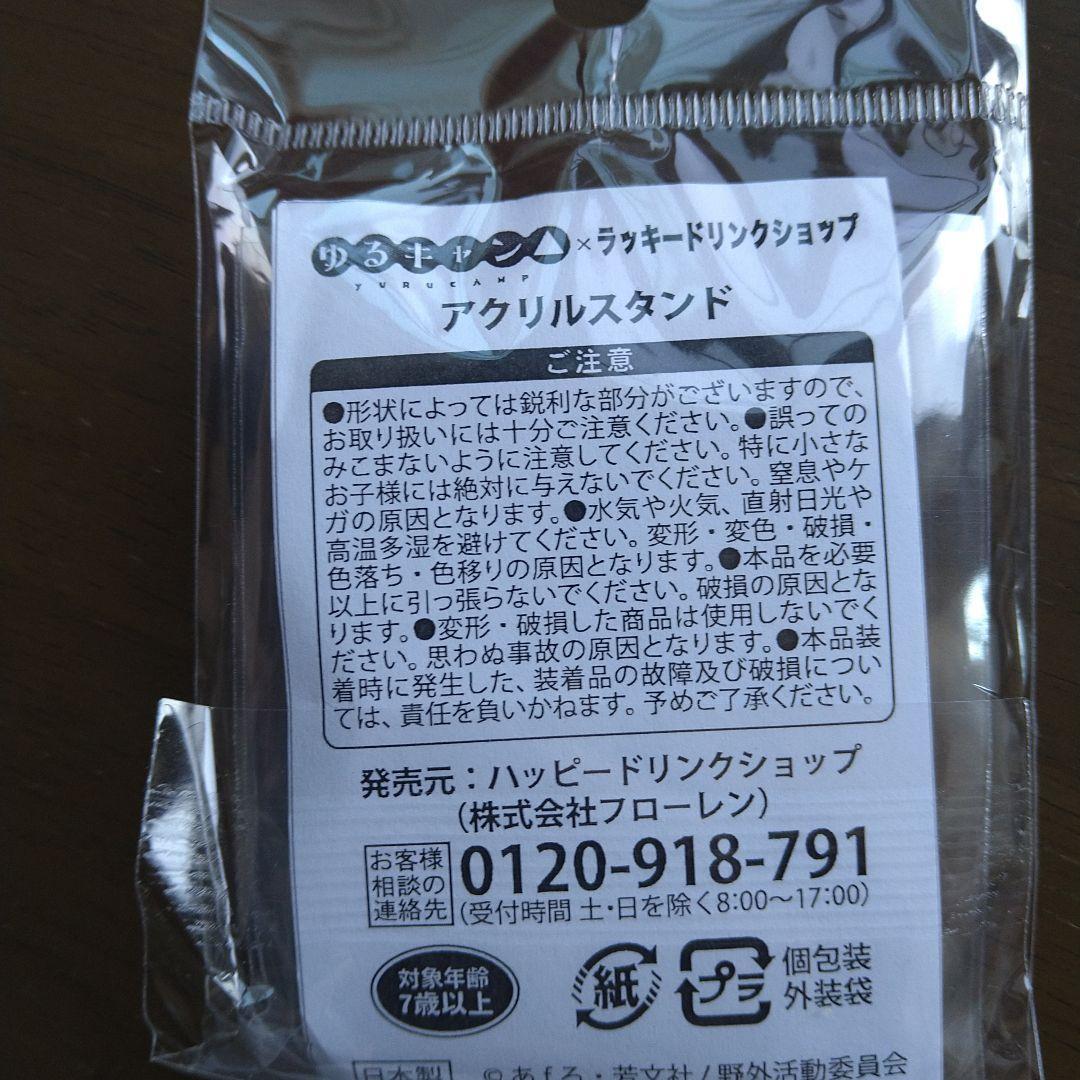 ゆるキャン△×ラッキードリンクショップ
YURUCAMP
アクリルスタンド
ご注意
●形状によっては鋭利な部分がございますので、
お取り扱いには十分ご注意ください。●誤っての
みこまないように注意してください。特に小さな
お子様には絶対に与えないでください。窒息やケ
ガの原因となります。●水気や火気、直射日光や
高温多湿を避けてください。変形・変色・破損・
色落ち・色移りの原因となります。●本品を必要
以上に引っ張らないでください。破損の原因とな
ります。●変形・破損した商品は使用しないでく
ださい。思わぬ事故の原因となります。●本品装
着時に発生した、装着品の故障及び破損につい
ては、責任を負いかねます。予めご了承ください。
発売元：ハッピードリンクショップ
（株式会社フローレン）
お客様
相談の
連絡先
0120-918-791
（受付時間 土・日を除く8:00～17:00）
対象年齢
7歳以上
紙
プラ
個包装
外装袋
日本製
©あfろ・芳文社/野外活動委員会